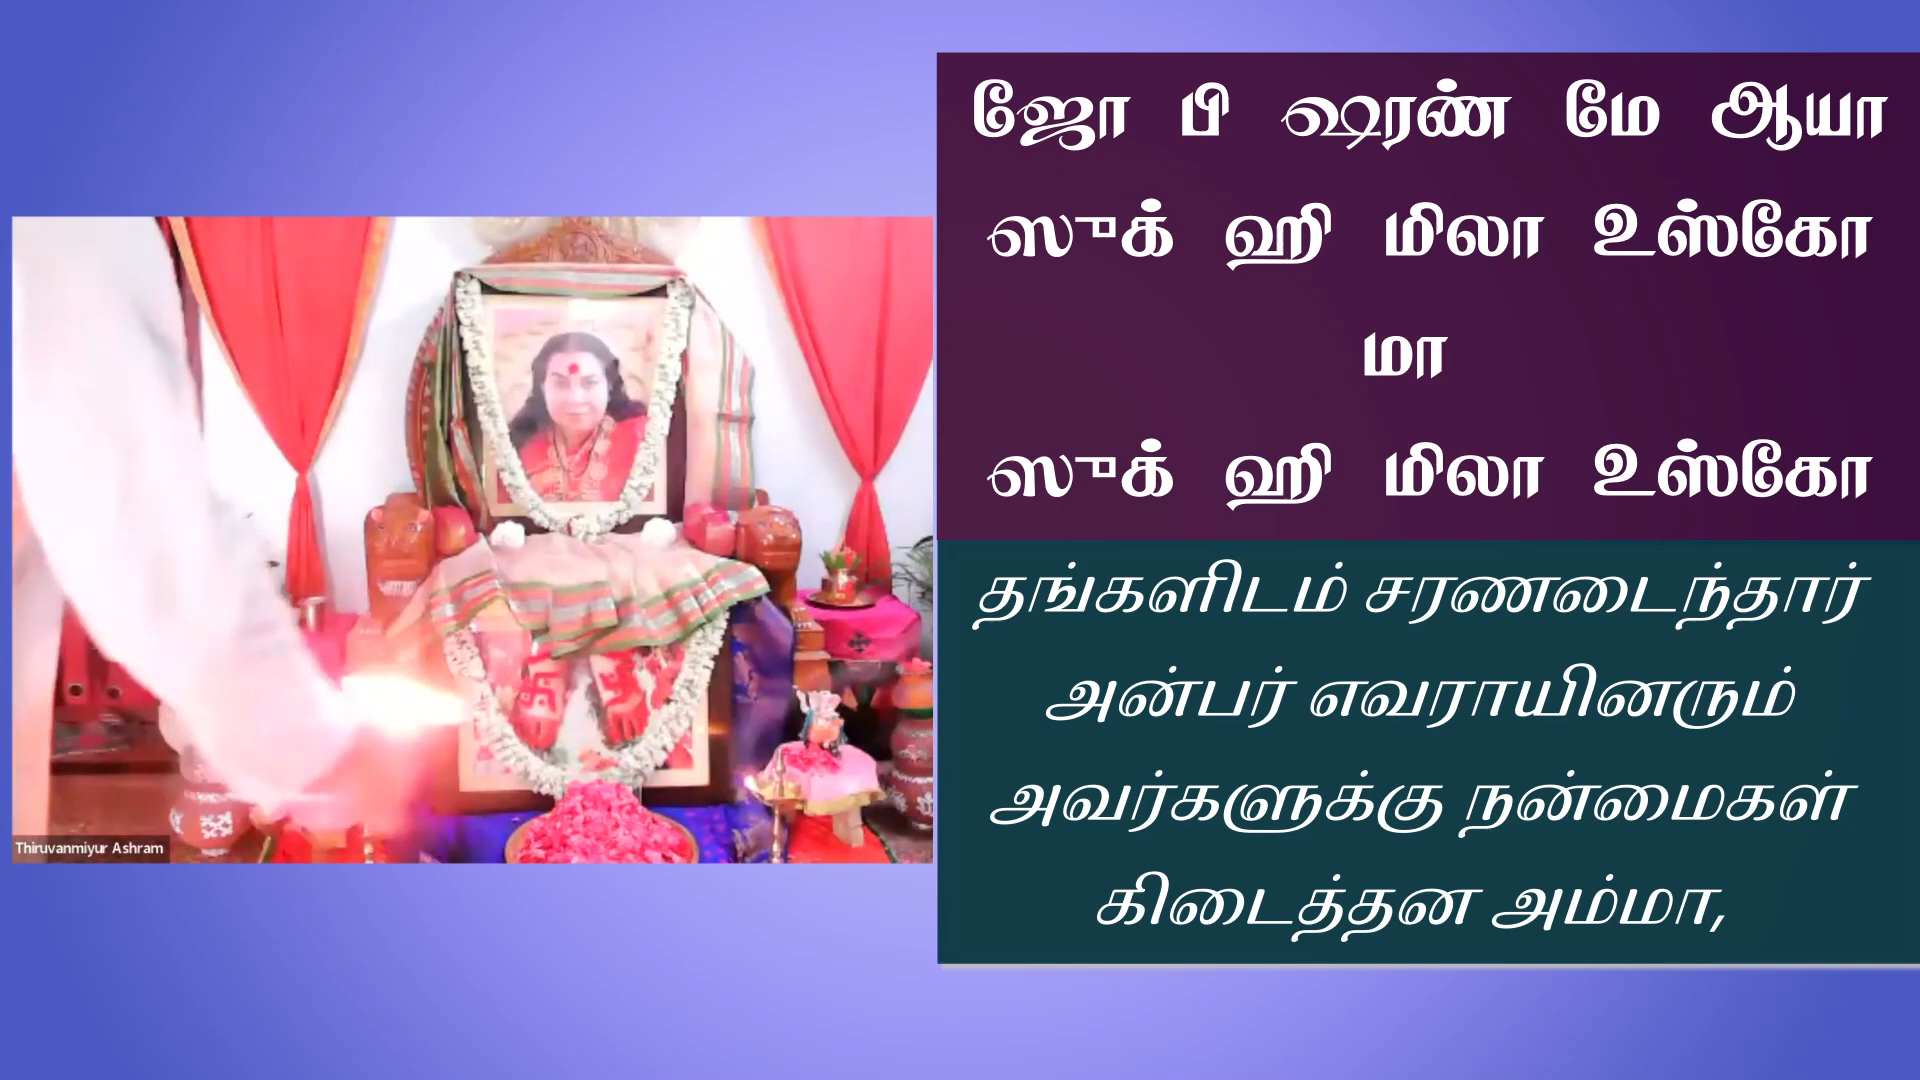 ஜோ பி ஷரண் மே ஆயா
ஸுக் ஹி மிலா உஸ்கோ
மா
ஸுக் ஹி மிலா உஸ்கோ
தங்களிடம் சரணடைந்தார்
அன்பர் எவராயினரும்
அவர்களுக்கு நன்மைகள்
கிடைத்தன அம்மா,
Thiruvanmiyur Ashram